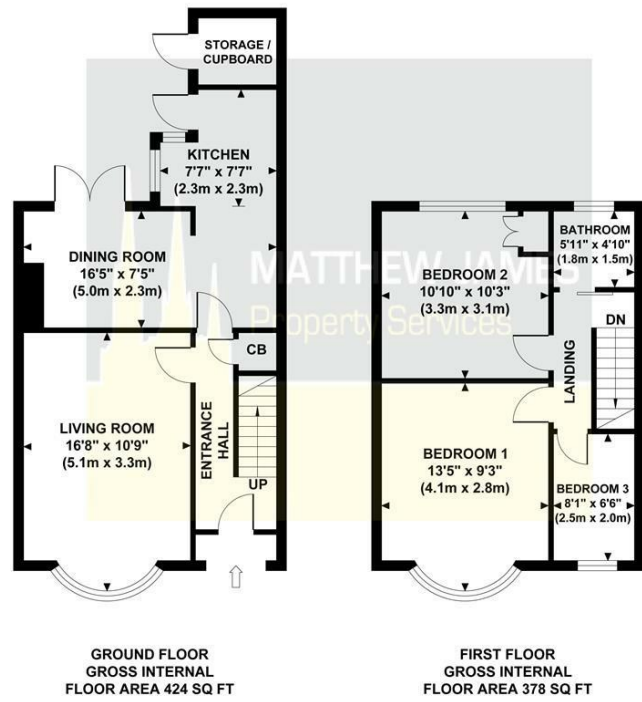 STORAGE /
CUPBOARD
KITCHEN
7'7" x 7'7"
(2.3m x 2.3m)
DINING ROOM
16'5" x 7'5"
(5.0m x 2.3m)
CB
LIVING ROOM
16'8" x 10'9"
(5.1m x 3.3m)
ENTRANCE
HALL
UP
BEDROOM 2
10'10" x 10'3"
(3.3m x 3.1m)
BATHROOM
5'11" x 4'10"
(1.8m x 1.5m)
DN
LANDING
BEDROOM 1
13'5" x 9'3"
(4.1m x 2.8m)
BEDROOM 3
8'1" x 6'6"
(2.5m x 2.0m)
MATTHEW JAMES
Property Services
GROUND FLOOR
GROSS INTERNAL
FLOOR AREA 424 SQ FT
FIRST FLOOR
GROSS INTERNAL
FLOOR AREA 378 SQ FT